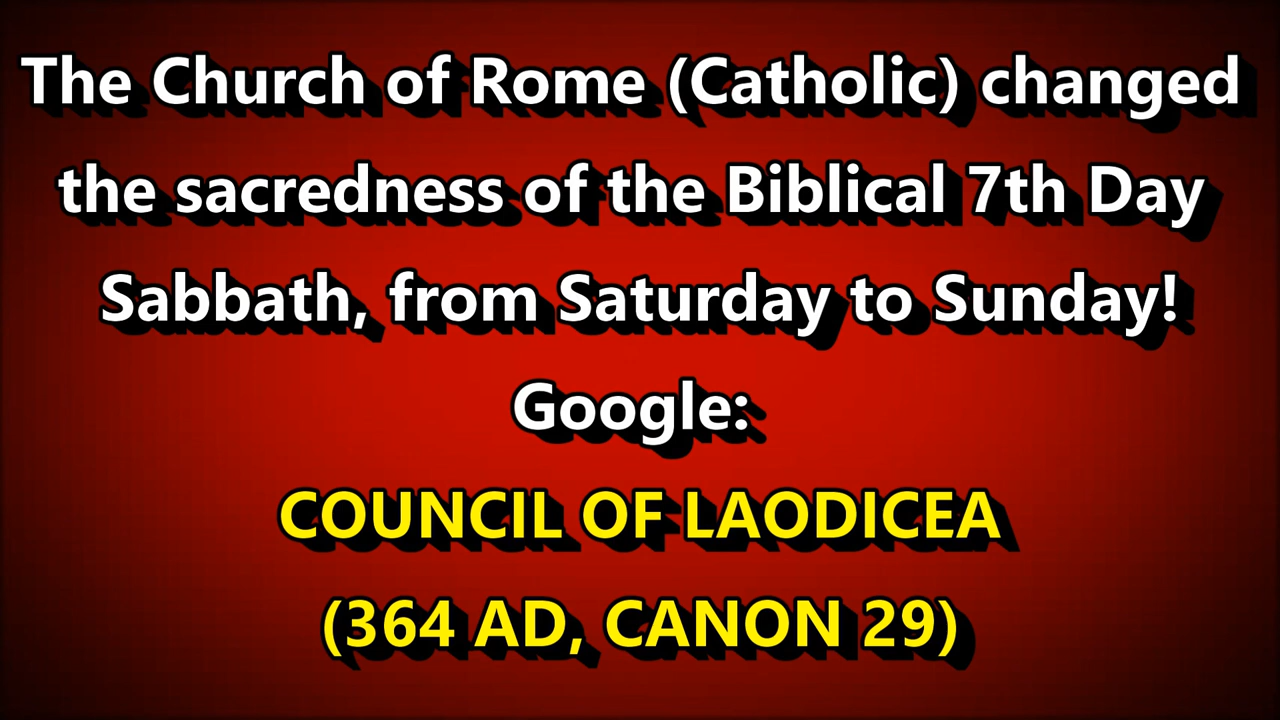 The Church of Rome (Catholic) changed
the sacredness of the Biblical 7th Day
Sabbath, from Saturday to Sunday!
Google:
COUNCIL OF LAODICEA
(364 AD, CANON 29)